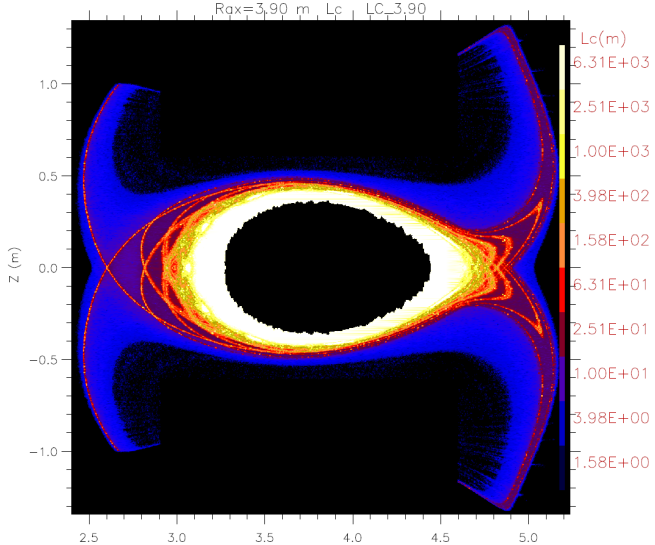 Rax=3.90 m Lc LC_3.90
Lc(m)
6.31E+03
2.51E+03
1.00E+03
3.98E+02
1.58E+02
6.31E+01
2.51E+01
1.00E+01
3.98E+00
1.58E+00
1.0
0.5
0.0
−0.5
−1.0
Z (m)
2.5 3.0 3.5 4.0 4.5 5.0